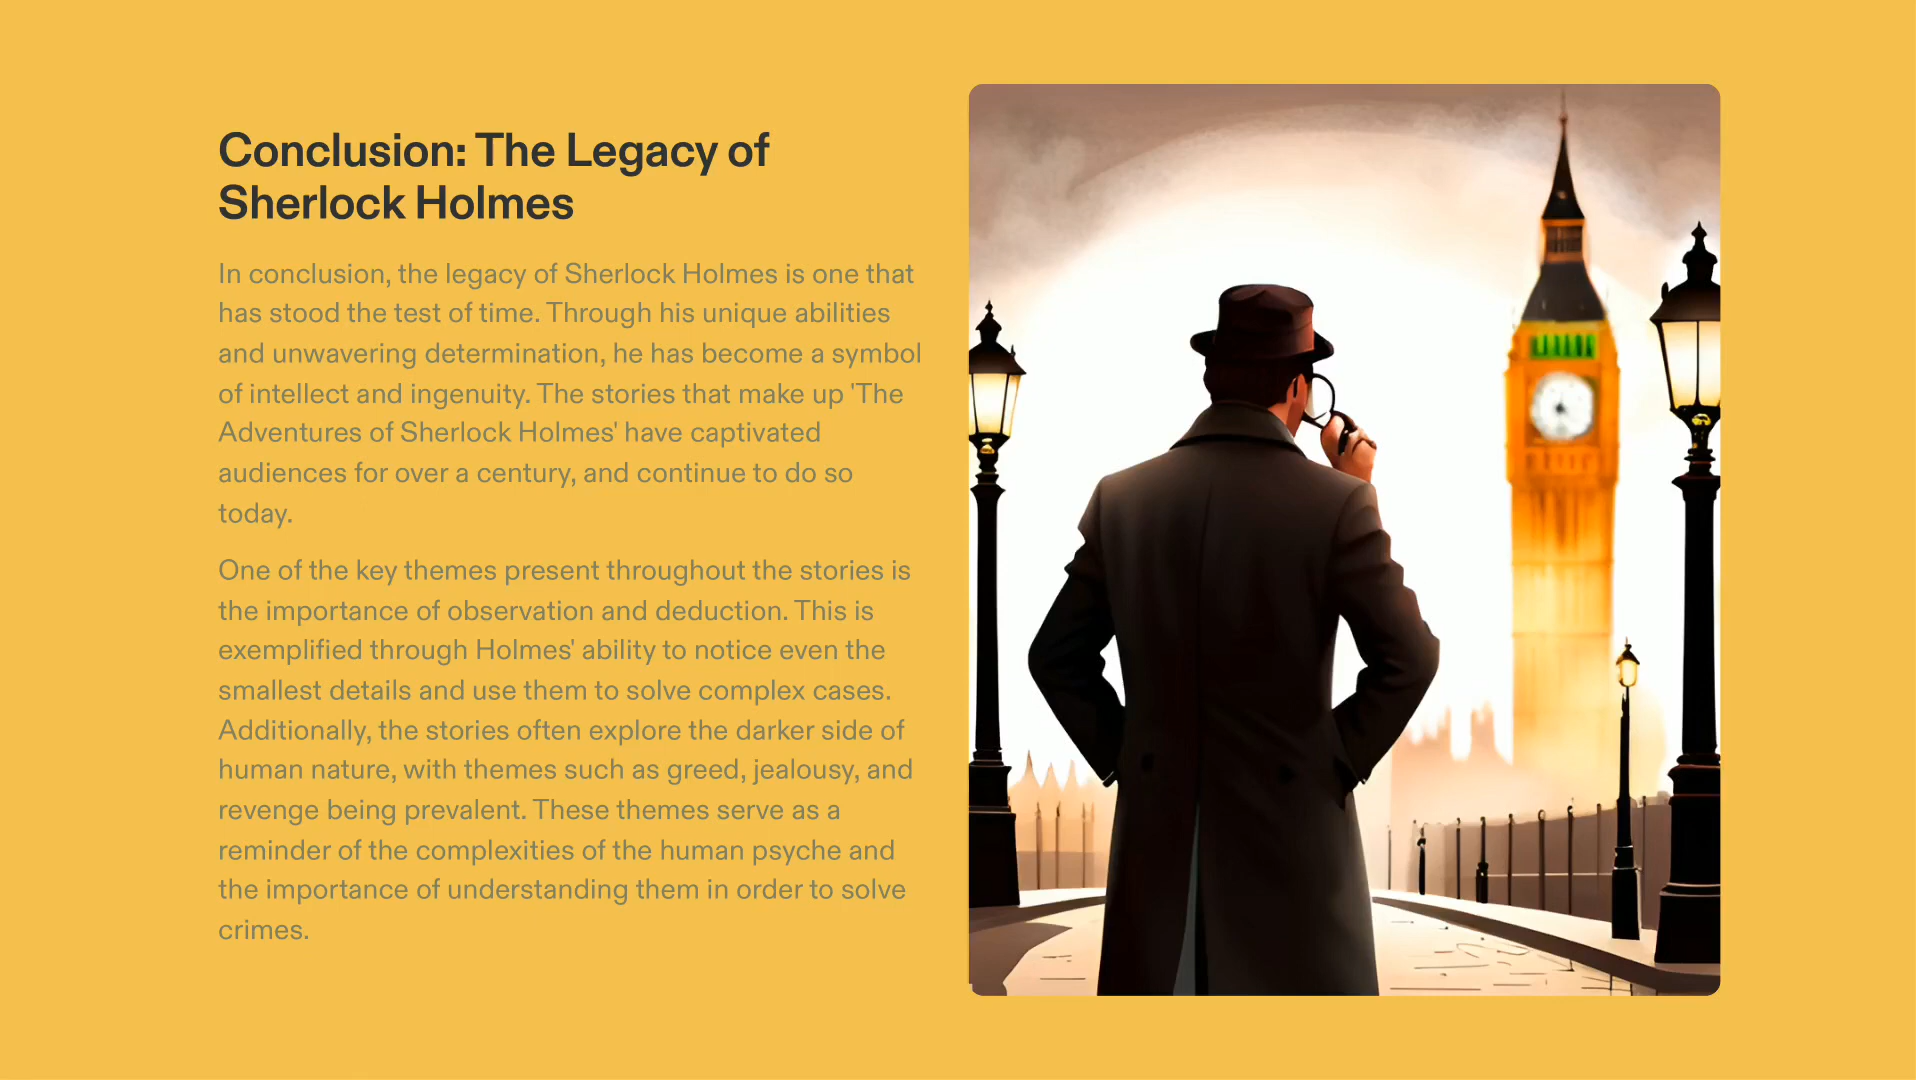 Conclusion: The Legacy of
Sherlock Holmes
In conclusion, the legacy of Sherlock Holmes is one that
has stood the test of time. Through his unique abilities
and unwavering determination, he has become a symbol
of intellect and ingenuity. The stories that make up 'The
Adventures of Sherlock Holmes' have captivated
audiences for over a century, and continue to do so
today.
One of the key themes present throughout the stories is
the importance of observation and deduction. This is
exemplified through Holmes' ability to notice even the
smallest details and use them to solve complex cases.
Additionally, the stories often explore the darker side of
human nature, with themes such as greed, jealousy, and
revenge being prevalent. These themes serve as a
reminder of the complexities of the human psyche and
the importance of understanding them in order to solve
crimes.